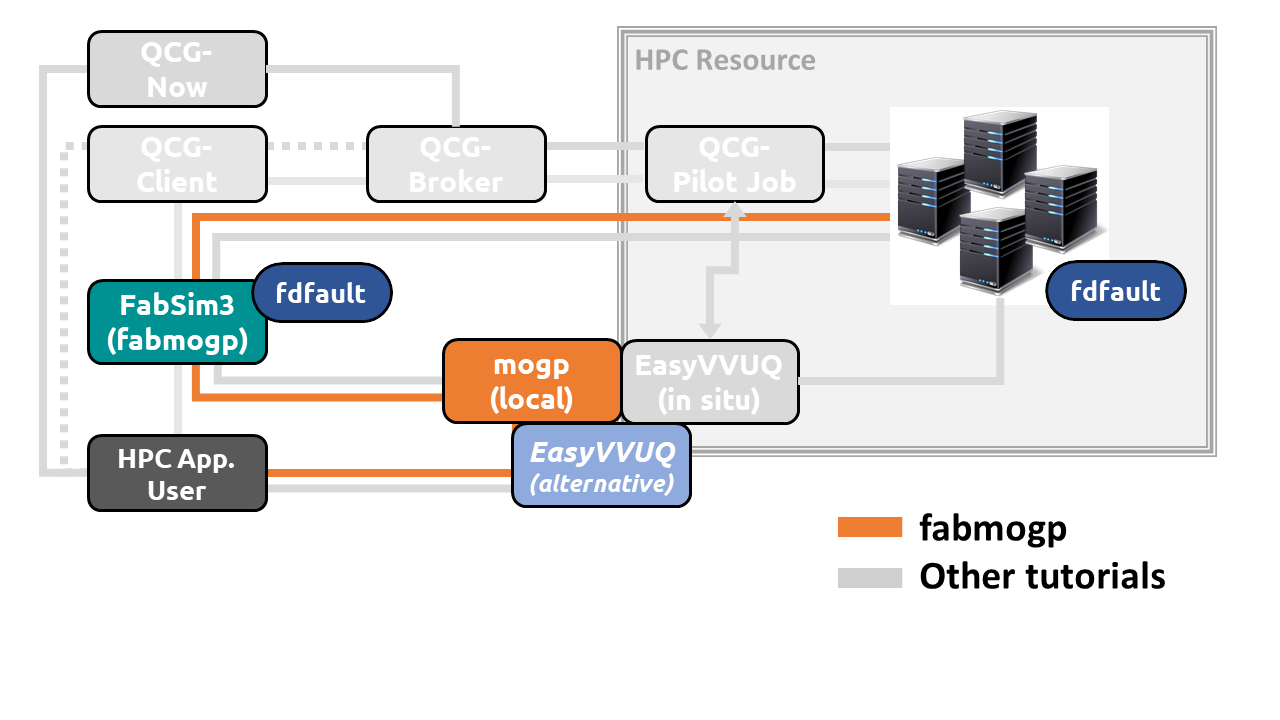 QCG-
Now
HPC Resource
QCG-
Client
QCG-
Broker
QCG-
Pilot Job
FabSim3
(fabmogp)
fdfault
fdfault
mogp
(local)
EasyVVUQ
(in situ)
HPC App.
User
EasyVVUQ
(alternative)
fabmogp
Other tutorials